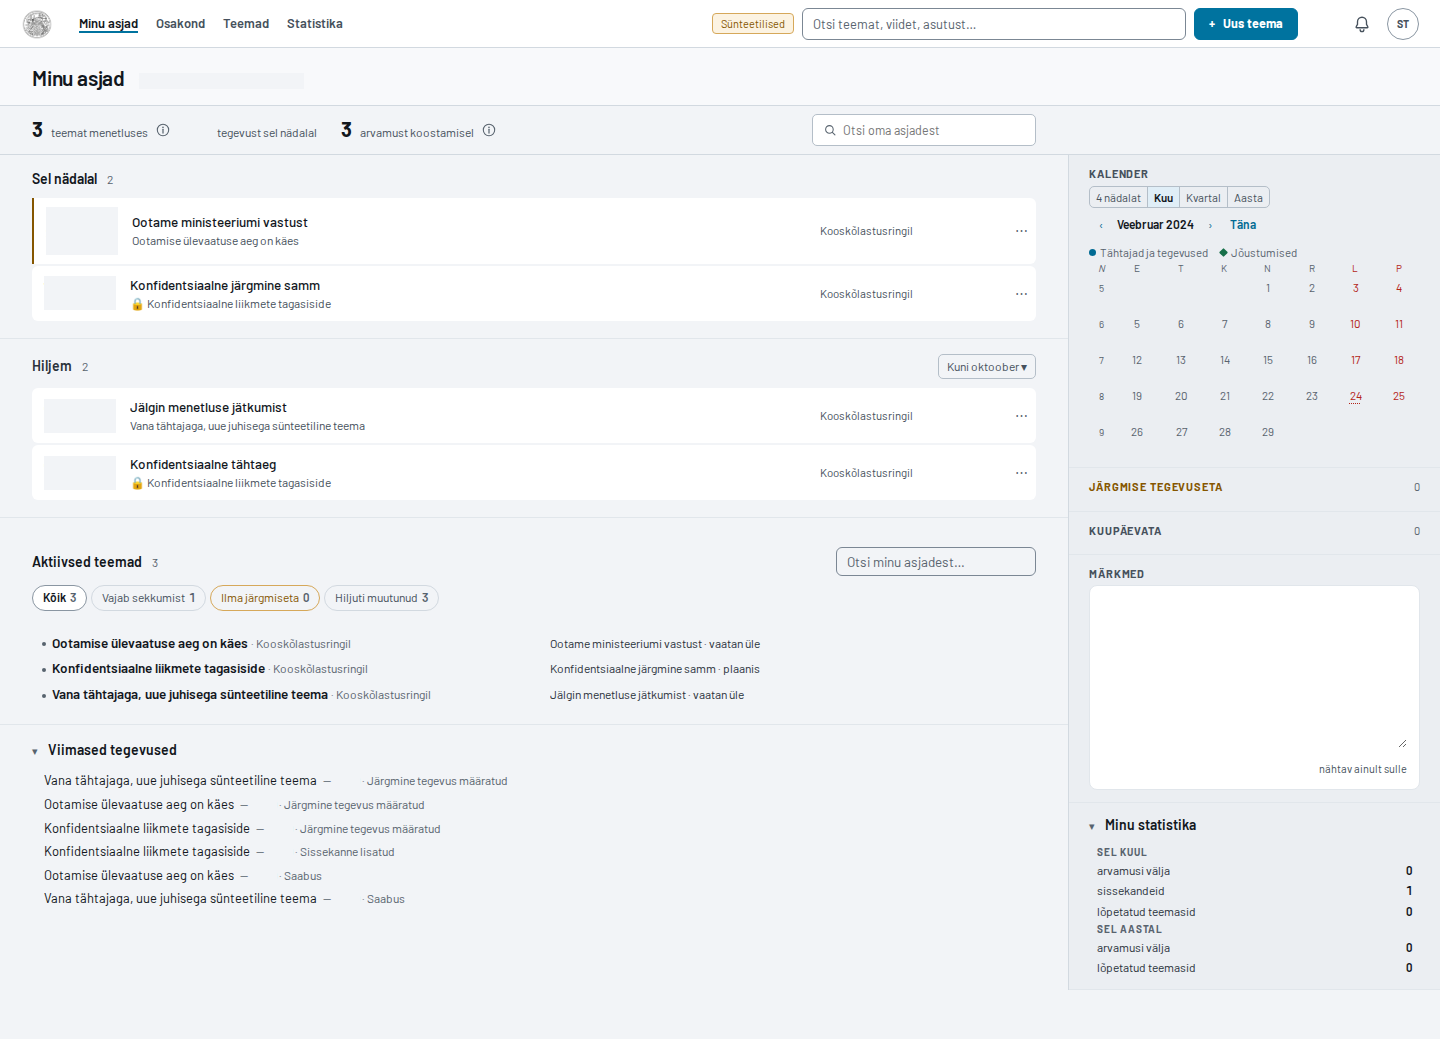 Minu asjad Osakond Teemad Statistika Sünteetilised Otsi teemat, viidet, asutust... + Uus teema ST
Minu asjad
3 teemat menetluses tegevust sel nädalal 3 arvamust koostamisel Otsi oma asjadest
Sel nädalal 2
Ootame ministeeriumi vastust
Ootamise ülevaatuse aeg on käes
Kooskõlastusringil ...
Konfidentsiaalne järgmine samm
🔒 Konfidentsiaalne liikmete tagasiside
Kooskõlastusringil ...
Hiljem 2 Kuni oktoober ▾
Jälgin menetluse jätkumist
Vana tähtajaga, uue juhisega sünteetiline teema
Kooskõlastusringil ...
Konfidentsiaalne tähtaeg
🔒 Konfidentsiaalne liikmete tagasiside
Kooskõlastusringil ...
Aktiivsed teemad 3 Otsi minu asjadest...
Kõik 3 Vajab sekkumist 1 Ilma järgmiseta 0 Hiljuti muutunud 3
• Ootamise ülevaatuse aeg on käes · Kooskõlastusringil Ootame ministeeriumi vastust · vaatan üle
• Konfidentsiaalne liikmete tagasiside · Kooskõlastusringil Konfidentsiaalne järgmine samm · plaanis
• Vana tähtajaga, uue juhisega sünteetiline teema · Kooskõlastusringil Jälgin menetluse jätkumist · vaatan üle
▾ Viimased tegevused
Vana tähtajaga, uue juhisega sünteetiline teema — · Järgmine tegevus määratud
Ootamise ülevaatuse aeg on käes — · Järgmine tegevus määratud
Konfidentsiaalne liikmete tagasiside — · Järgmine tegevus määratud
Konfidentsiaalne liikmete tagasiside — · Sissekanne lisatud
Ootamise ülevaatuse aeg on käes — · Saabus
Vana tähtajaga, uue juhisega sünteetiline teema — · Saabus
KALENDER
4 nädalat Kuu Kvartal Aasta
‹ Veebruar 2024 › Täna
Tähtajad ja tegevused Jõustumised
N E T K N R L P
5 1 2 3 4
6 5 6 7 8 9 10 11
7 12 13 14 15 16 17 18
8 19 20 21 22 23 24 25
9 26 27 28 29
JÄRGMISE TEGEVUSETA 0
KUUPÄEVATA 0
MÄRKMED
nähtav ainult sulle
▾ Minu statistika
SEL KUUL
arvamusi välja 0
sissekandeid 1
lõpetatud teemasid 0
SEL AASTAL
arvamusi välja 0
lõpetatud teemasid 0